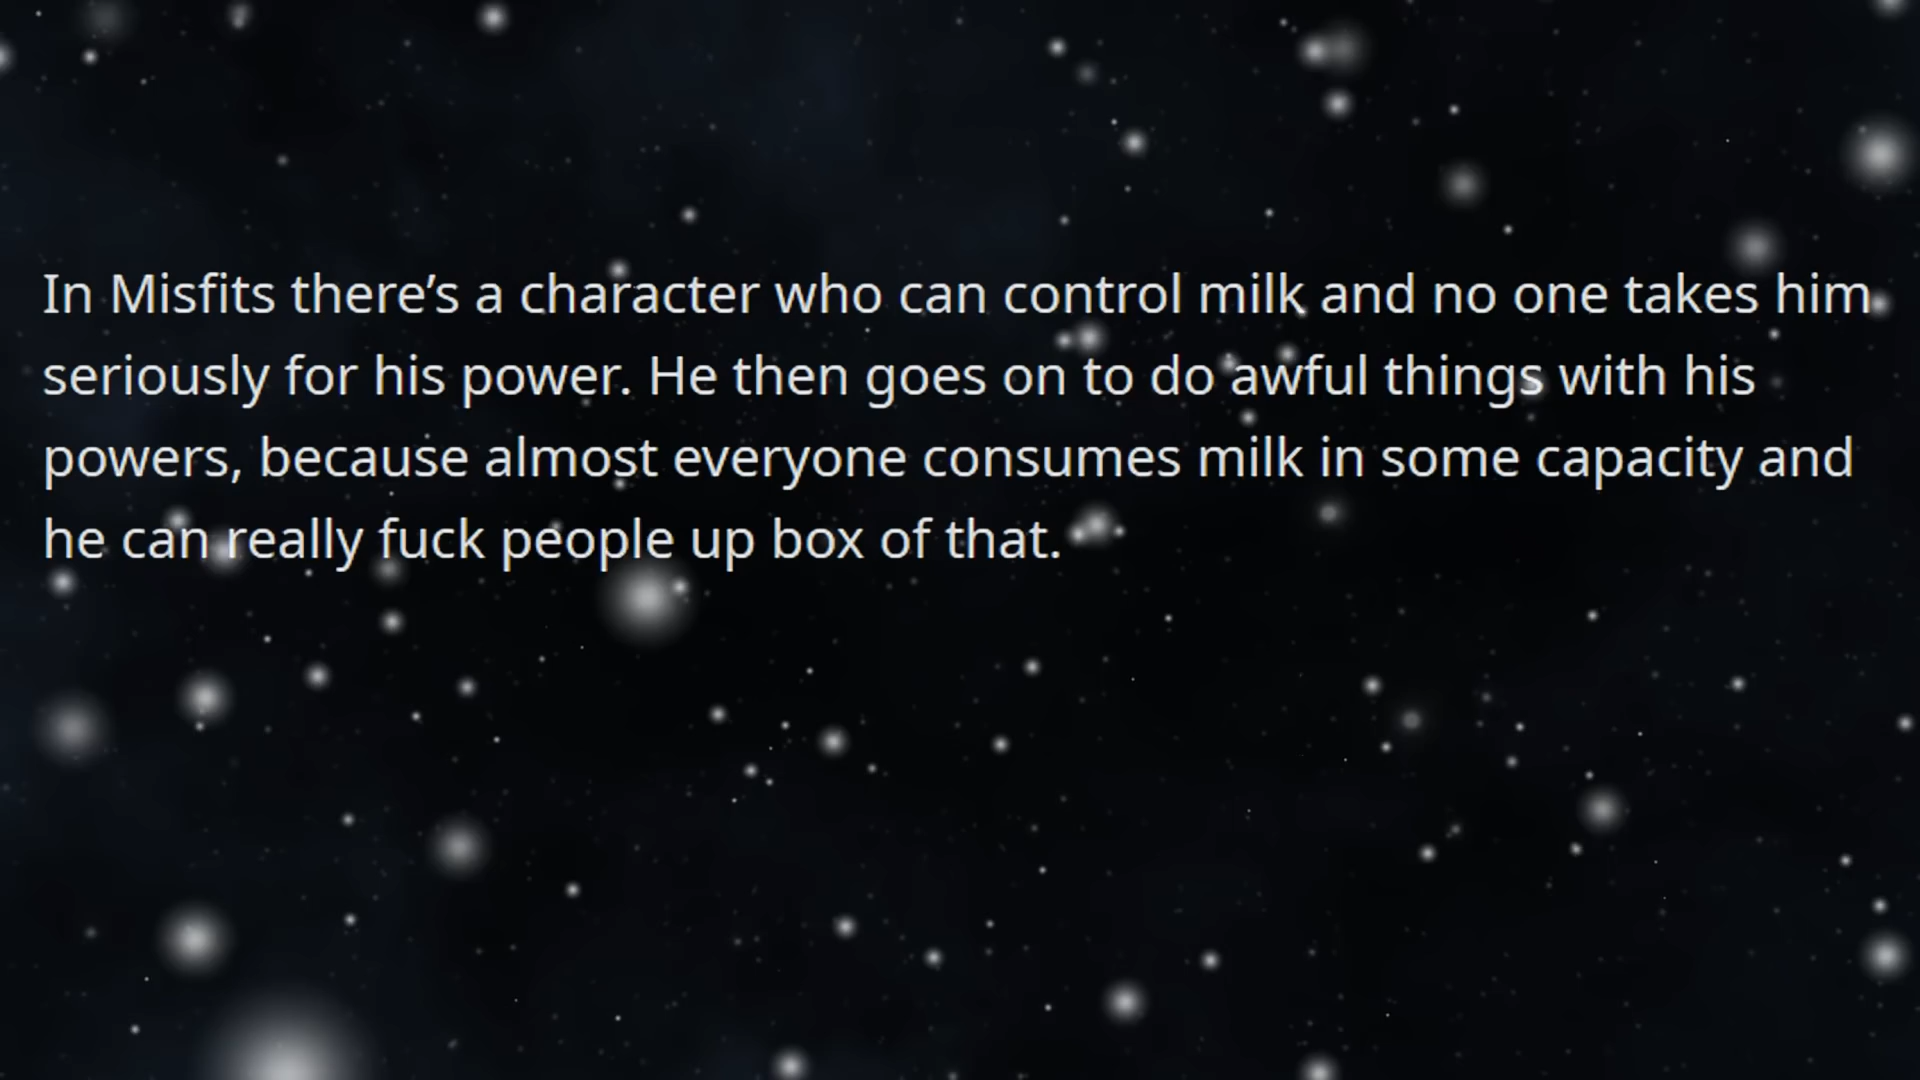 In Misfits there’s a character who can control milk and no one takes him
seriously for his power. He then goes on to do awful things with his
powers, because almost everyone consumes milk in some capacity and
he can really fuck people up box of that.